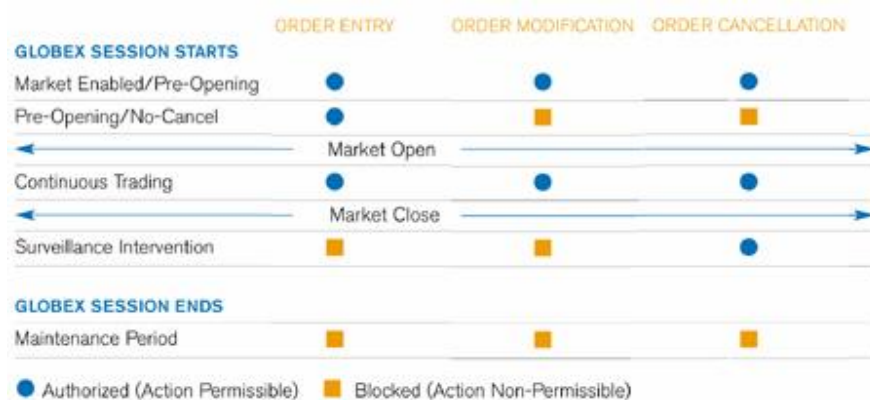 ORDER ENTRY ORDER MODIFICATION ORDER CANCELLATION
GLOBEX SESSION STARTS
Market Enabled/Pre-Opening
Pre-Opening/No-Cancel
Market Open
Continuous Trading
Market Close
Surveillance Intervention
GLOBEX SESSION ENDS
Maintenance Period
Authorized (Action Permissible) Blocked (Action Non-Permissible)